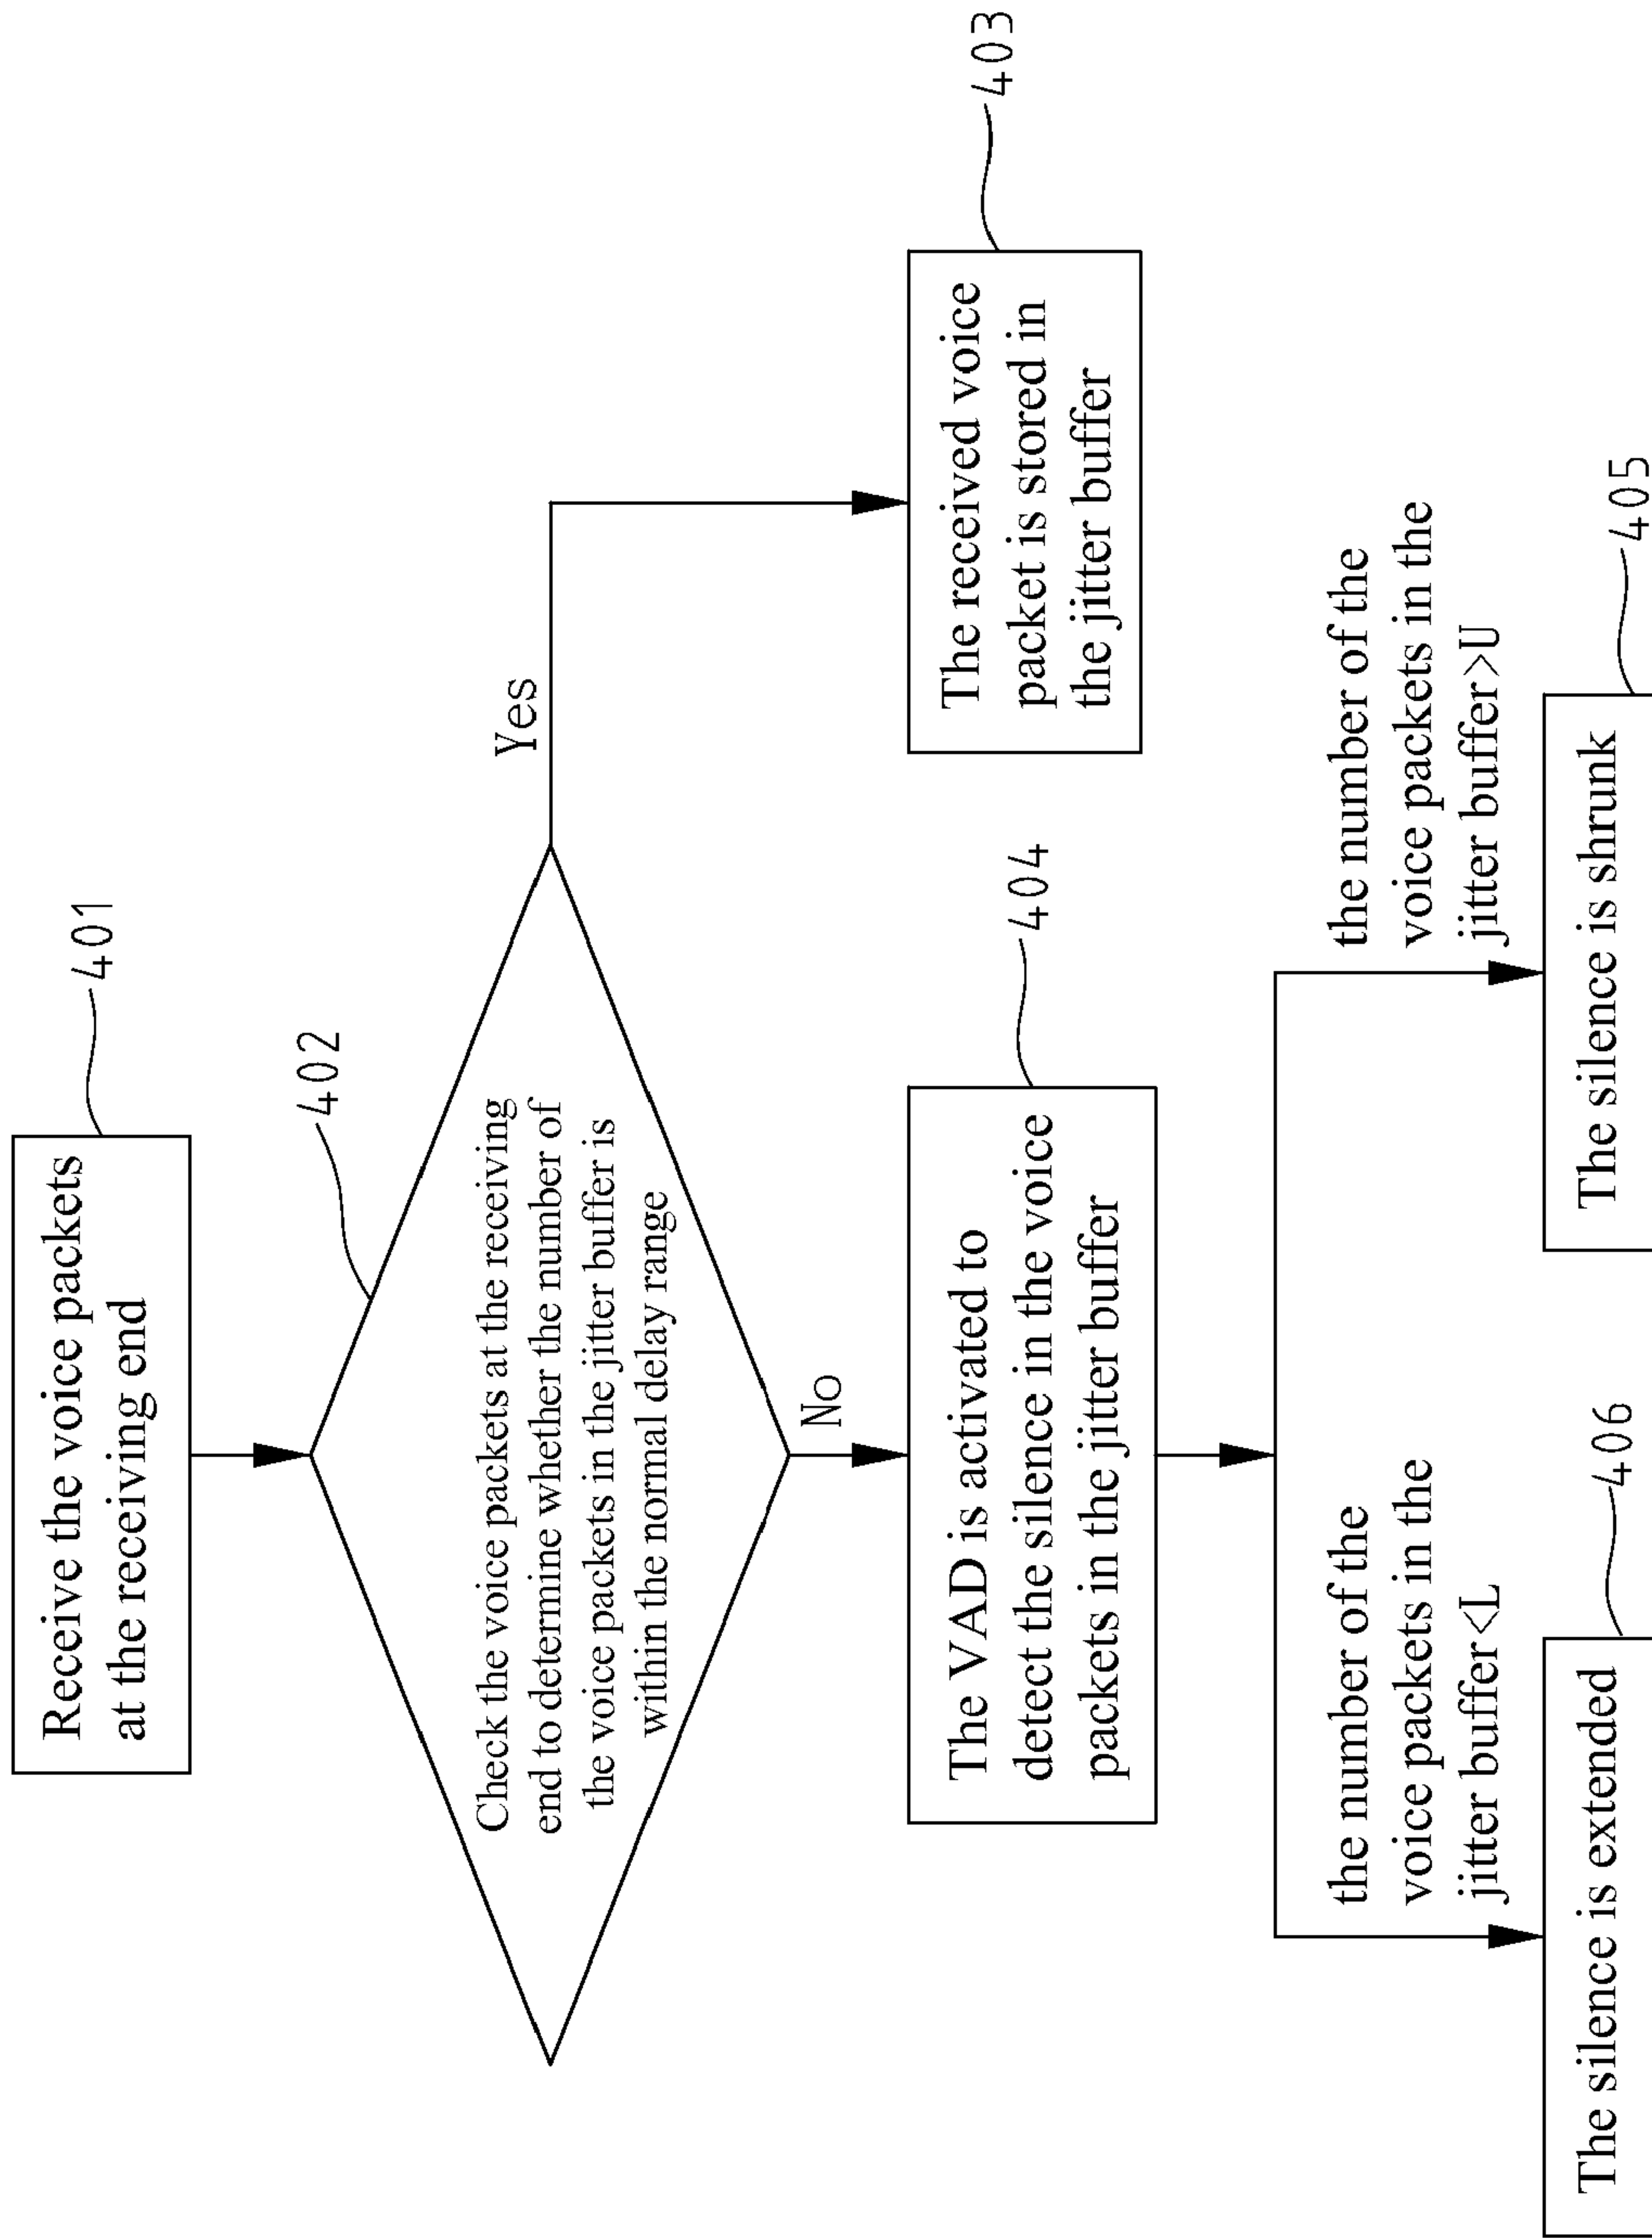 Receive the voice packets
at the receiving end
401
402
Check the voice packets at the receiving
end to determine whether the number of
the voice packets in the jitter buffer is
within the normal delay range
Yes
No
The received voice
packet is stored in
the jitter buffer
403
The VAD is activated to
detect the silence in the voice
packets in the jitter buffer
404
the number of the
voice packets in the
jitter buffer<L
the number of the
voice packets in the
jitter buffer>U
The silence is extended
406
The silence is shrunk
405